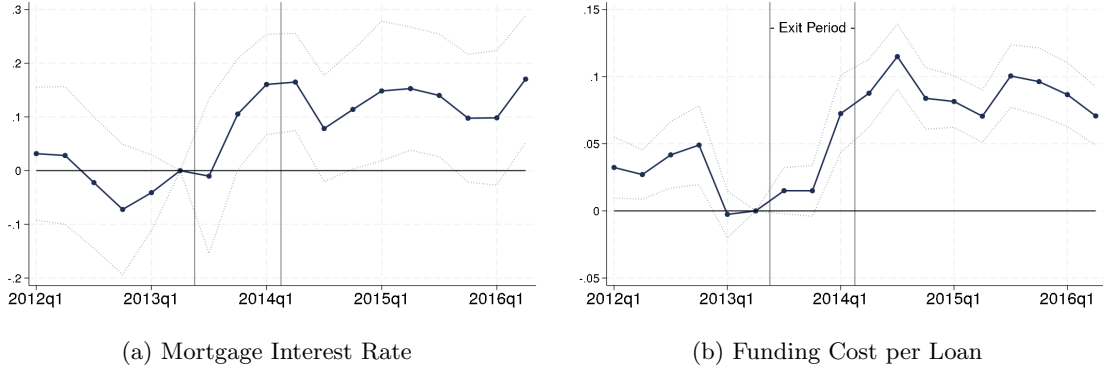 .3
.2
.1
0
-.1
-.2
2012q1 2013q1 2014q1 2015q1 2016q1
(a) Mortgage Interest Rate
.15
.1
.05
0
-.05
Exit Period
2012q1 2013q1 2014q1 2015q1 2016q1
(b) Funding Cost per Loan